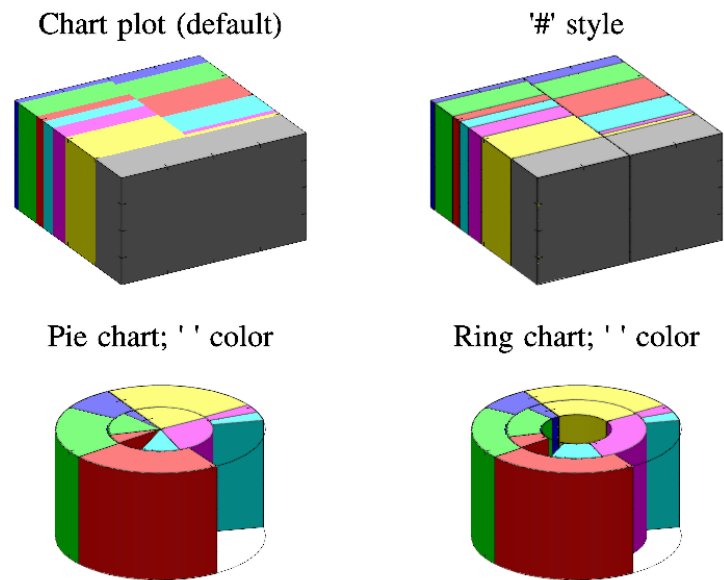 Chart plot (default)
'#' style
Pie chart; ' ' color
Ring chart; ' ' color